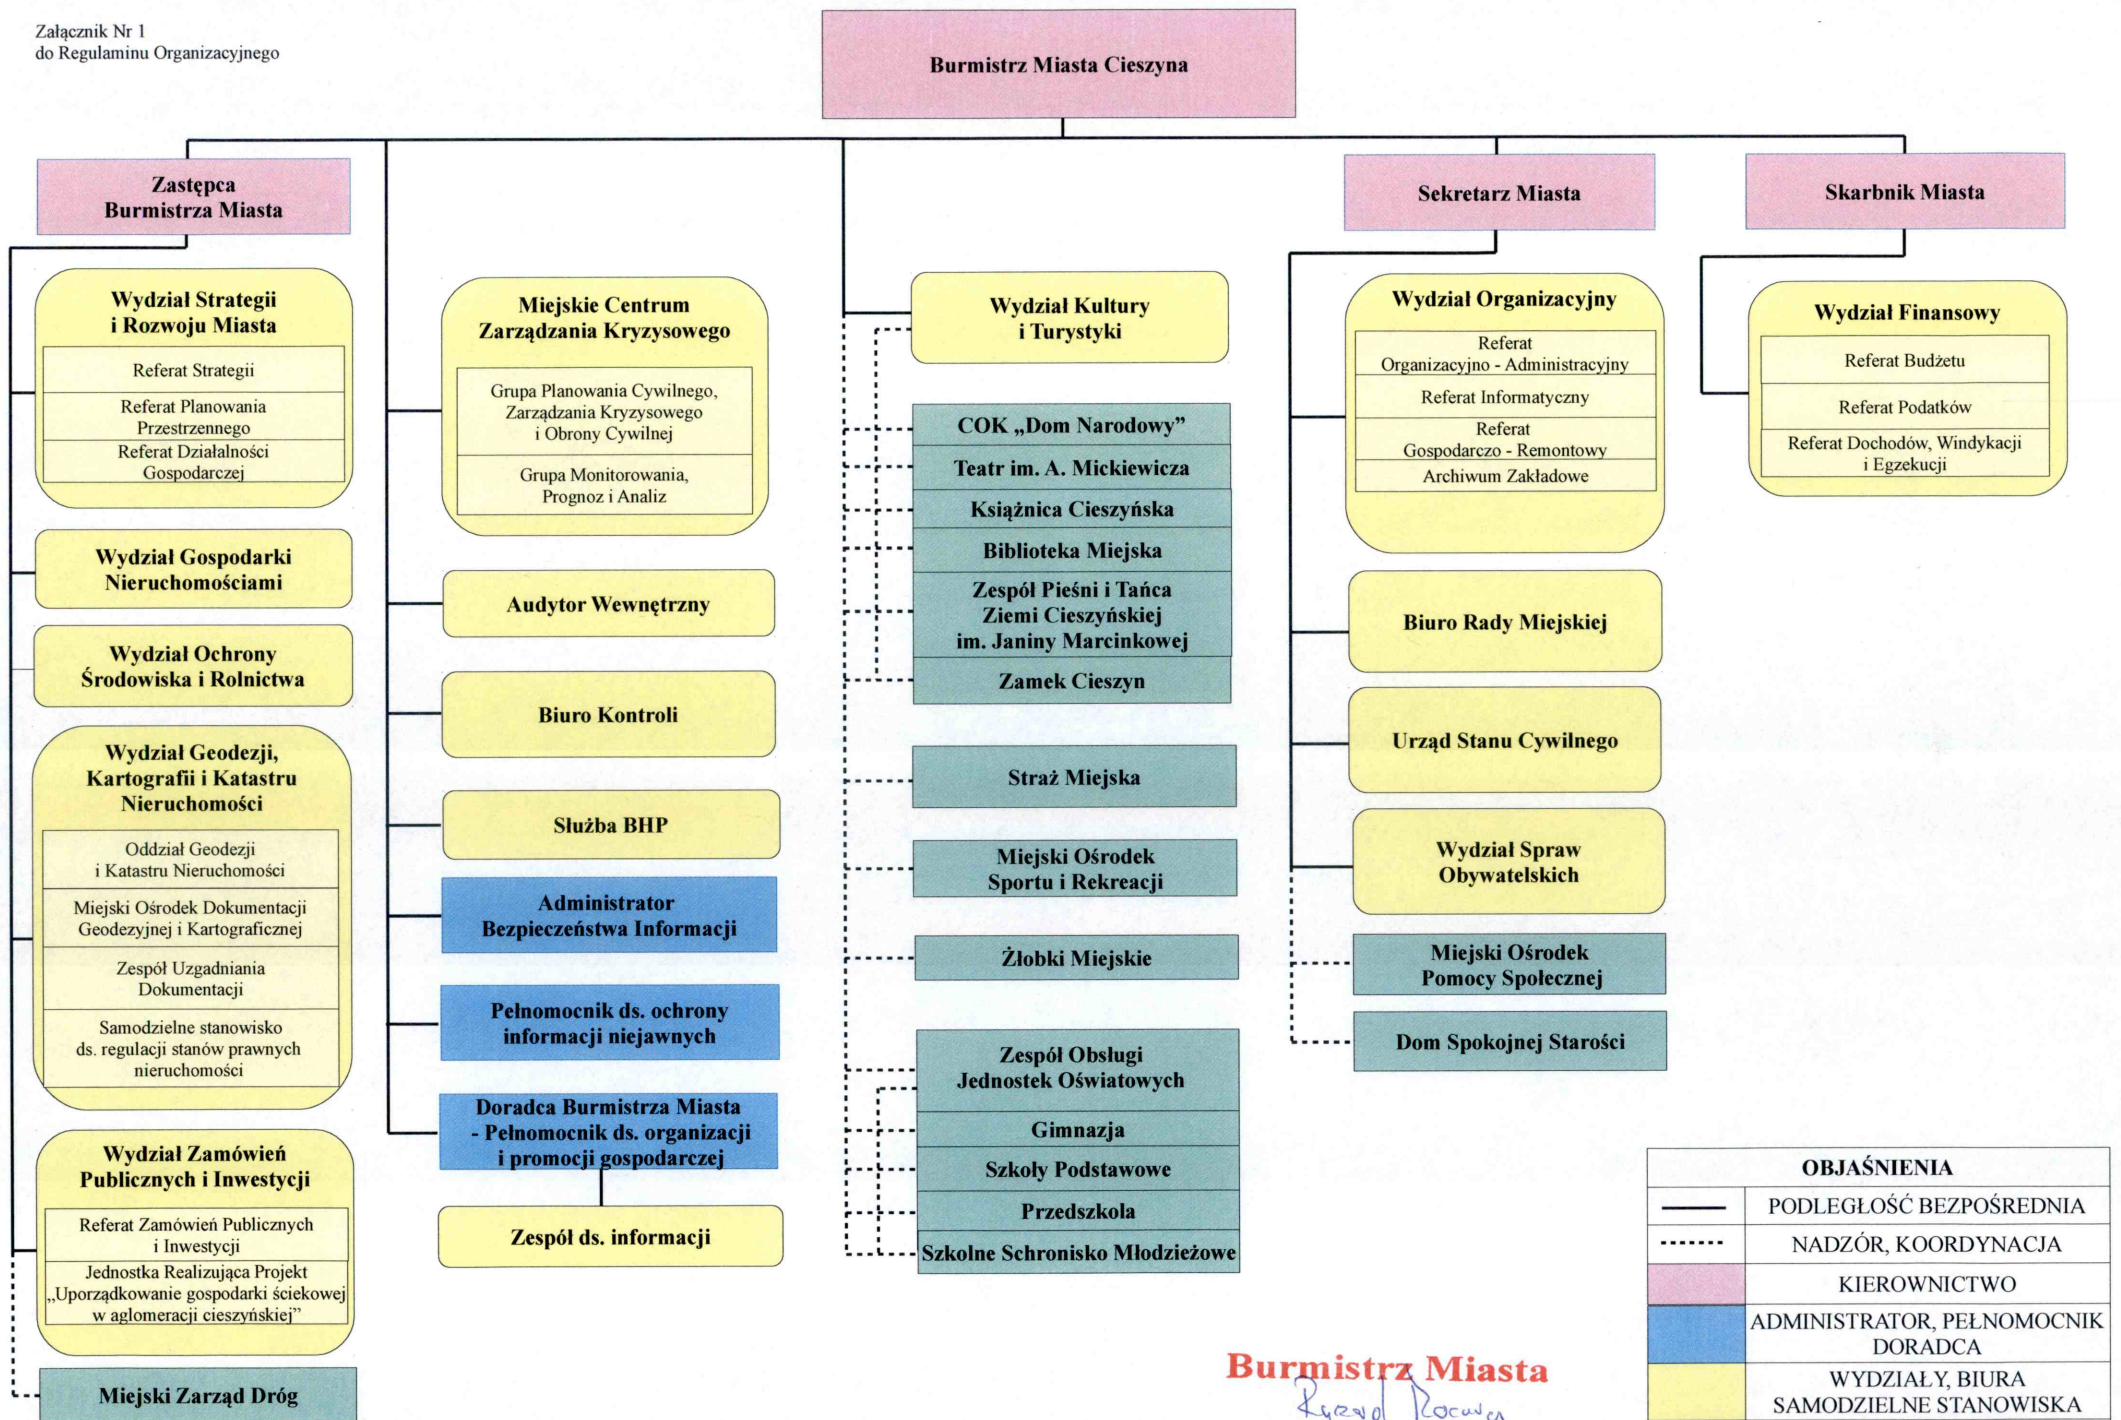 Załącznik Nr 1
do Regulaminu Organizacyjnego
Burmistrz Miasta Cieszyna
Zastępca
Burmistrza Miasta
Sekretarz Miasta
Skarbnik Miasta
Wydział Strategii
i Rozwoju Miasta
Referat Strategii
Referat Planowania
Przestrzennego
Referat Działalności
Gospodarczej
Wydział Gospodarki
Nieruchomościami
Wydział Ochrony
Środowiska i Rolnictwa
Wydział Geodezji,
Kartografii i Katastru
Nieruchomości
Oddział Geodezji
i Katastru Nieruchomości
Miejski Ośrodek Dokumentacji
Geodezyjnej i Kartograficznej
Zespół Uzgadniania
Dokumentacji
Samodzielne stanowisko
ds. regulacji stanów prawnych
nieruchomości
Wydział Zamówień
Publicznych i Inwestycji
Referat Zamówień Publicznych
i Inwestycji
Jednostka Realizująca Projekt
„Uporządkowanie gospodarki ściekowej
w aglomeracji cieszyńskiej”
Miejski Zarząd Dróg
Miejskie Centrum
Zarządzania Kryzysowego
Grupa Planowania Cywilnego,
Zarządzania Kryzysowego
i Obrony Cywilnej
Grupa Monitorowania,
Prognoz i Analiz
Audytor Wewnętrzny
Biuro Kontroli
Służba BHP
Administrator
Bezpieczeństwa Informacji
Pełnomocnik ds. ochrony
informacji niejawnych
Doradca Burmistrza Miasta
- Pełnomocnik ds. organizacji
i promocji gospodarczej
Zespół ds. informacji
Wydział Kultury
i Turystyki
COK „Dom Narodowy”
Teatr im. A. Mickiewicza
Książnica Cieszyńska
Biblioteka Miejska
Zespół Pieśni i Tańca
Ziemi Cieszyńskiej
im. Janiny Marcinkowej
Zamek Cieszyn
Straż Miejska
Miejski Ośrodek
Sportu i Rekreacji
Żłobki Miejskie
Zespół Obsługi
Jednostek Oświatowych
Gimnazja
Szkoły Podstawowe
Przedszkola
Szkolne Schronisko Młodzieżowe
Wydział Organizacyjny
Referat
Organizacyjno - Administracyjny
Referat Informatyczny
Referat
Gospodarczo - Remontowy
Archiwum Zakładowe
Biuro Rady Miejskiej
Urząd Stanu Cywilnego
Wydział Spraw
Obywatelskich
Miejski Ośrodek
Pomocy Społecznej
Dom Spokojnej Starości
Wydział Finansowy
Referat Budżetu
Referat Podatków
Referat Dochodów, Windykacji
i Egzekucji
OBJAŚNIENIA
PODLEGŁOŚĆ BEZPOŚREDNIA
NADZÓR, KOORDYNACJA
KIEROWNICTWO
ADMINISTRATOR, PEŁNOMOCNIK
DORADCA
WYDZIAŁY, BIURA
SAMODZIELNE STANOWISKA
Burmistrz Miasta